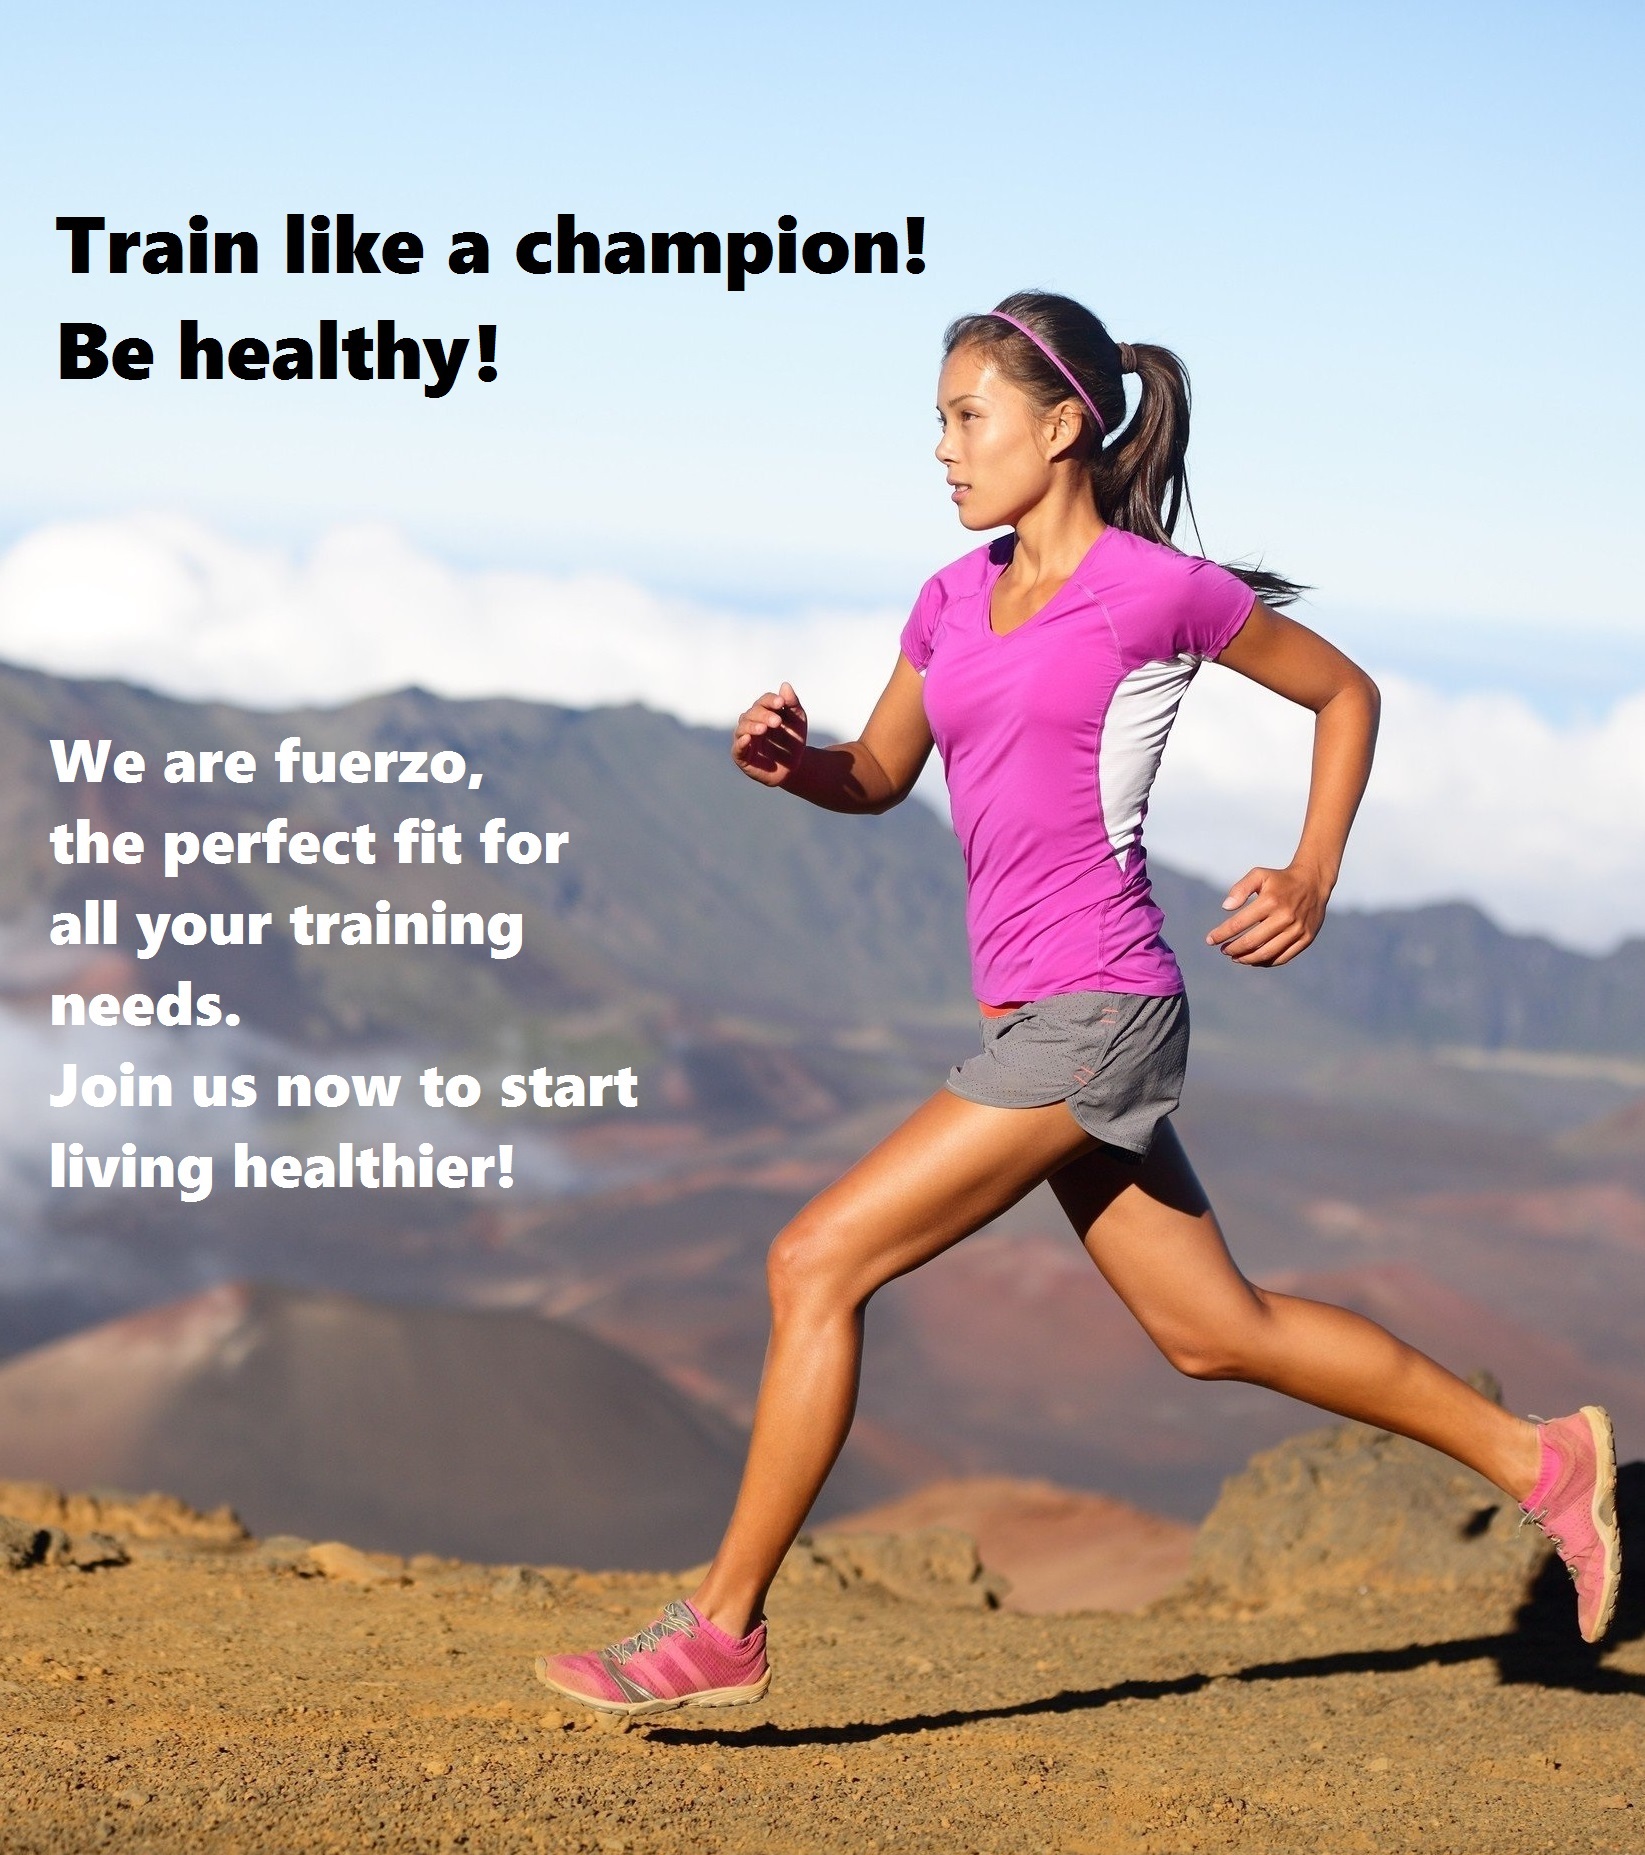 Train like a champion!
Be healthy!
We are fuerzo,
the perfect fit for
all your training
needs.
Join us now to start
living healthier!